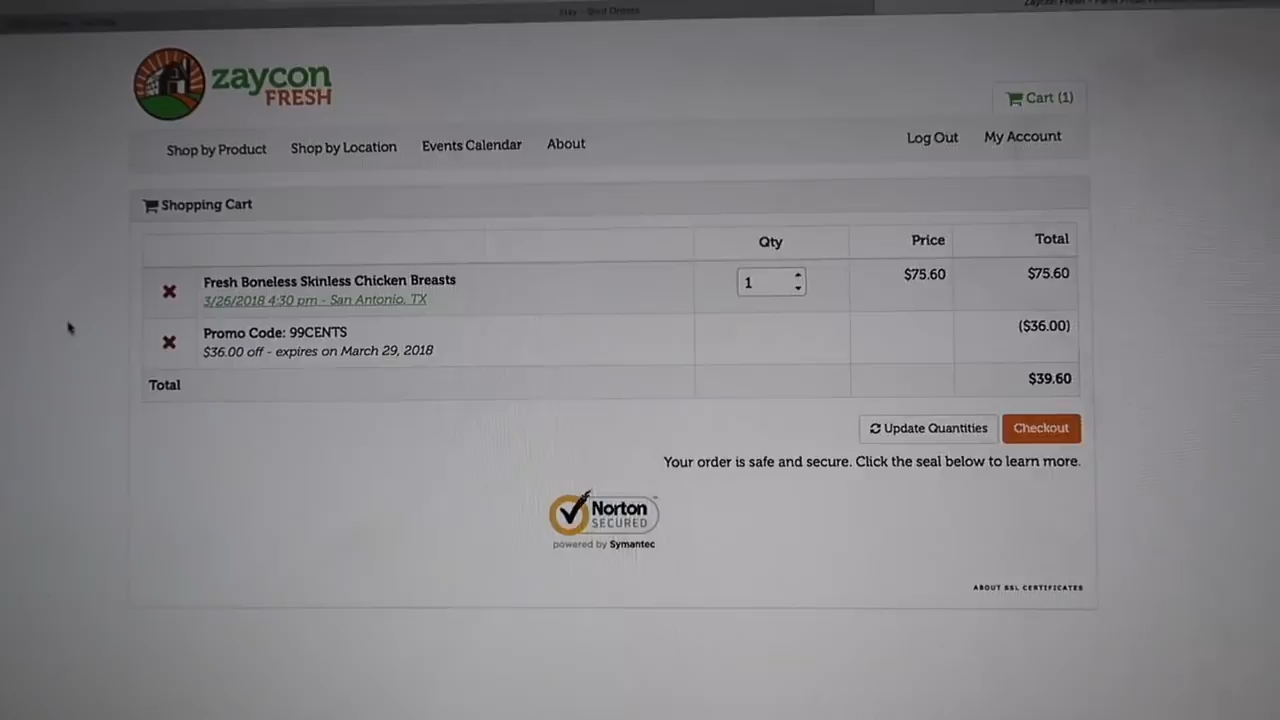 zaycon
FRESH
Cart (1)
Shop by Product Shop by Location Events Calendar About Log Out My Account
Shopping Cart
Qty Price Total
Fresh Boneless Skinless Chicken Breasts 1 $75.60 $75.60
3/26/2018 4:30 pm - San Antonio, TX
Promo Code: 99CENTS ($36.00)
$36.00 off - expires on March 29, 2018
Total $39.60
Update Quantities Checkout
Your order is safe and secure. Click the seal below to learn more.
Norton
SECURED
powered by Symantec
ABOUT SSL CERTIFICATES